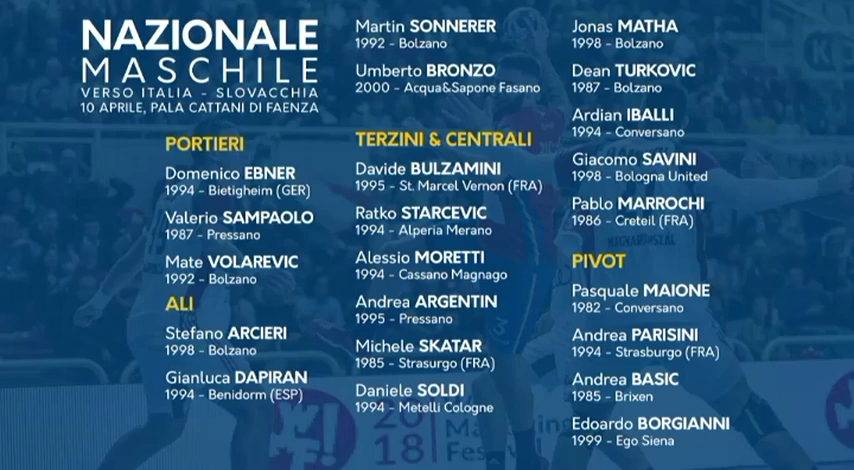 NAZIONALE
MASCHILE
VERSO ITALIA - SLOVACCHIA
10 APRILE, PALA CATTANI DI FAENZA
PORTIERI
Domenico EBNER
1994 - Bietigheim (GER)
Valerio SAMPAOLO
1987 - Pressano
Mate VOLAREVIC
1992 - Bolzano
ALI
Stefano ARCIERI
1998 - Bolzano
Gianluca DAPIRAN
1994 - Benidorm (ESP)
Martin SONNERER
1992 - Bolzano
Umberto BRONZO
2000 - Acqua&Sapone Fasano
TERZINI & CENTRALI
Davide BULZAMINI
1995 - St. Marcel Vernon (FRA)
Ratko STARCEVIC
1994 - Alperia Merano
Alessio MORETTI
1994 - Cassano Magnago
Andrea ARGENTIN
1995 - Pressano
Michele SKATAR
1985 - Strasurgo (FRA)
Daniele SOLDI
1994 - Metelli Cologne
Jonas MATHA
1998 - Bolzano
Dean TURKOVIC
1987 - Bolzano
Ardian IBALLI
1994 - Conversano
Giacomo SAVINI
1998 - Bologna United
Pablo MARROCHI
1986 - Creteil (FRA)
PIVOT
Pasquale MAIONE
1982 - Conversano
Andrea PARISINI
1994 - Strasburgo (FRA)
Andrea BASIC
1985 - Brixen
Edoardo BORGIANNI
1999 - Ego Siena
2018